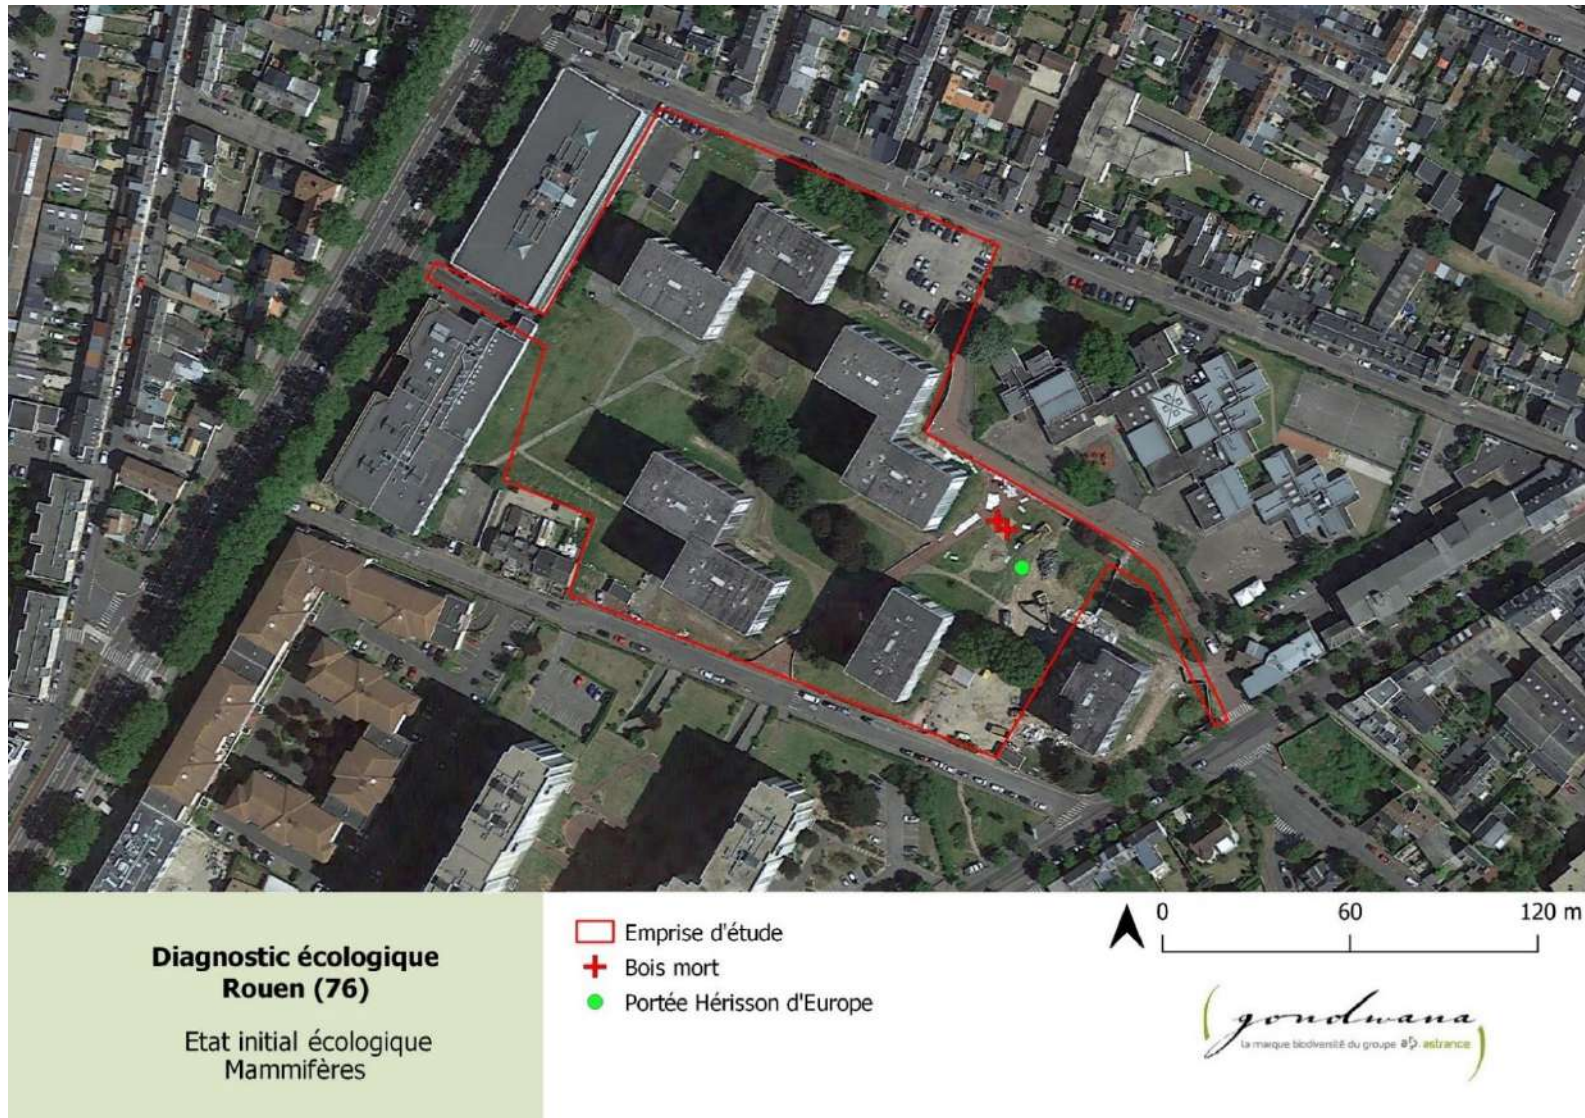 Diagnostic écologique
Rouen (76)
Etat initial écologique
Mammifères
Emprise d'étude
Bois mort
Portée Hérisson d'Europe
0 60 120 m
gondwana
la marque biodiversité du groupe astrance